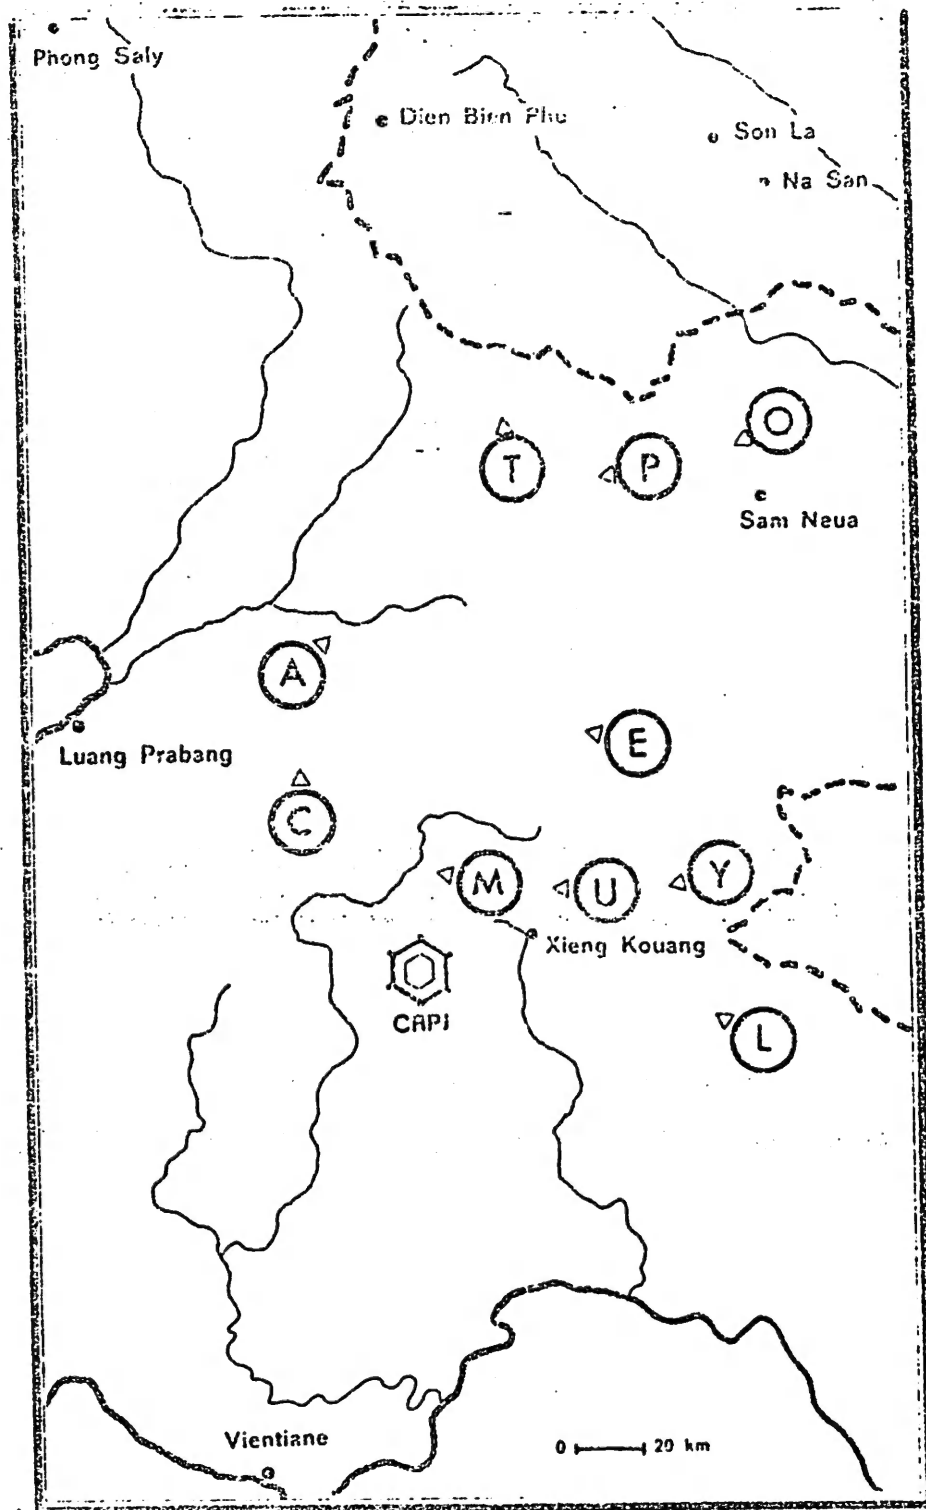 Phong Saly
Dien Bien Phu
Son La
Na San
O
T
P
Sam Neua
A
E
Luang Prabang
C
M
U
Y
Xieng Kouang
CAPI
L
Vientiane
0 20 km